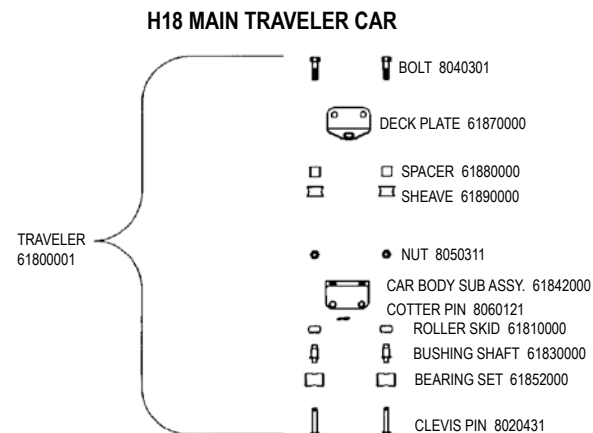 H18 MAIN TRAVELER CAR
BOLT 8040301
DECK PLATE 61870000
SPACER 61880000
SHEAVE 61890000
TRAVELER
61800001
NUT 8050311
CAR BODY SUB ASSY. 61842000
COTTER PIN 8060121
ROLLER SKID 61810000
BUSHING SHAFT 61830000
BEARING SET 61852000
CLEVIS PIN 8020431